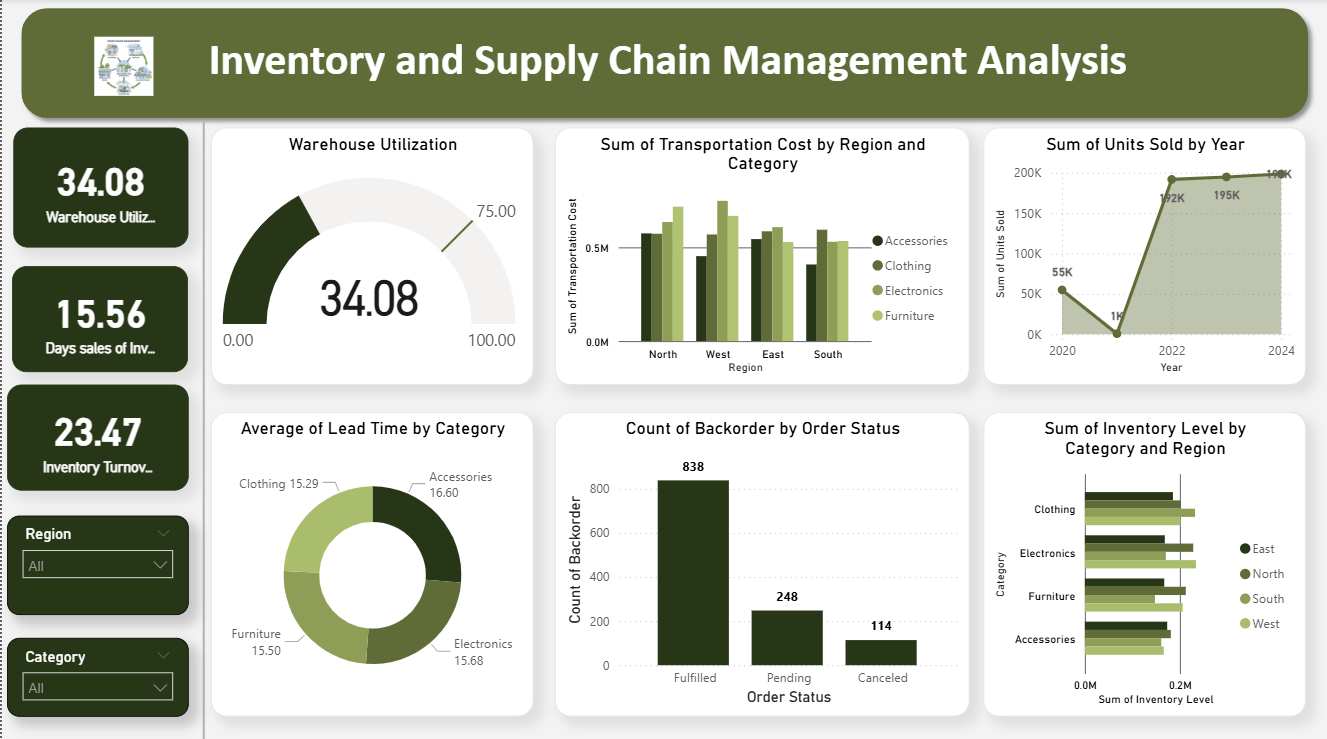 Inventory and Supply Chain Management Analysis
34.08
Warehouse Utiliz...
15.56
Days sales of Inv...
23.47
Inventory Turnov...
Region
All
Category
All
Warehouse Utilization
75.00
34.08
0.00
100.00
Sum of Transportation Cost by Region and
Category
Sum of Transportation Cost
0.5M
0.0M
North
West
East
South
Region
Accessories
Clothing
Electronics
Furniture
Sum of Units Sold by Year
Sum of Units Sold
200K
150K
100K
50K
0K
55K
1K
192K
195K
2020
2022
2024
Year
Average of Lead Time by Category
Clothing 15.29
Accessories
16.60
Furniture
15.50
Electronics
15.68
Count of Backorder by Order Status
Count of Backorder
800
600
400
200
0
838
248
114
Fulfilled
Pending
Canceled
Order Status
Sum of Inventory Level by
Category and Region
Category
Clothing
Electronics
Furniture
Accessories
0.0M
0.2M
Sum of Inventory Level
East
North
South
West